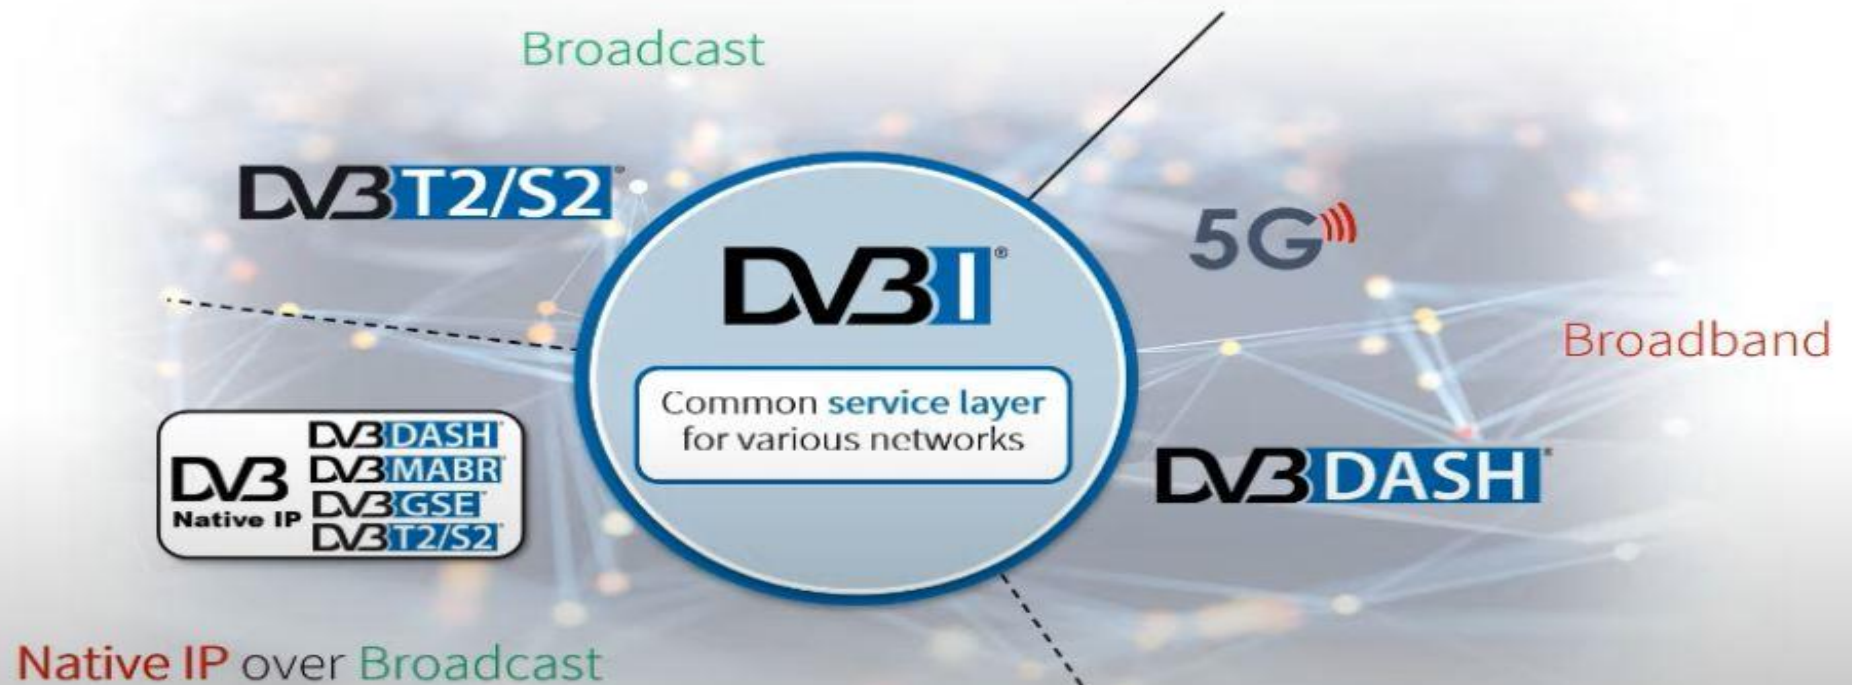 Broadcast
DVB T2/S2®
DVB I®
5G
Broadband
Common service layer
for various networks
DVB DASH®
DVB
Native IP
DVB DASH
DVB MABR
DVB GSE
DVB T2/S2
Native IP over Broadcast